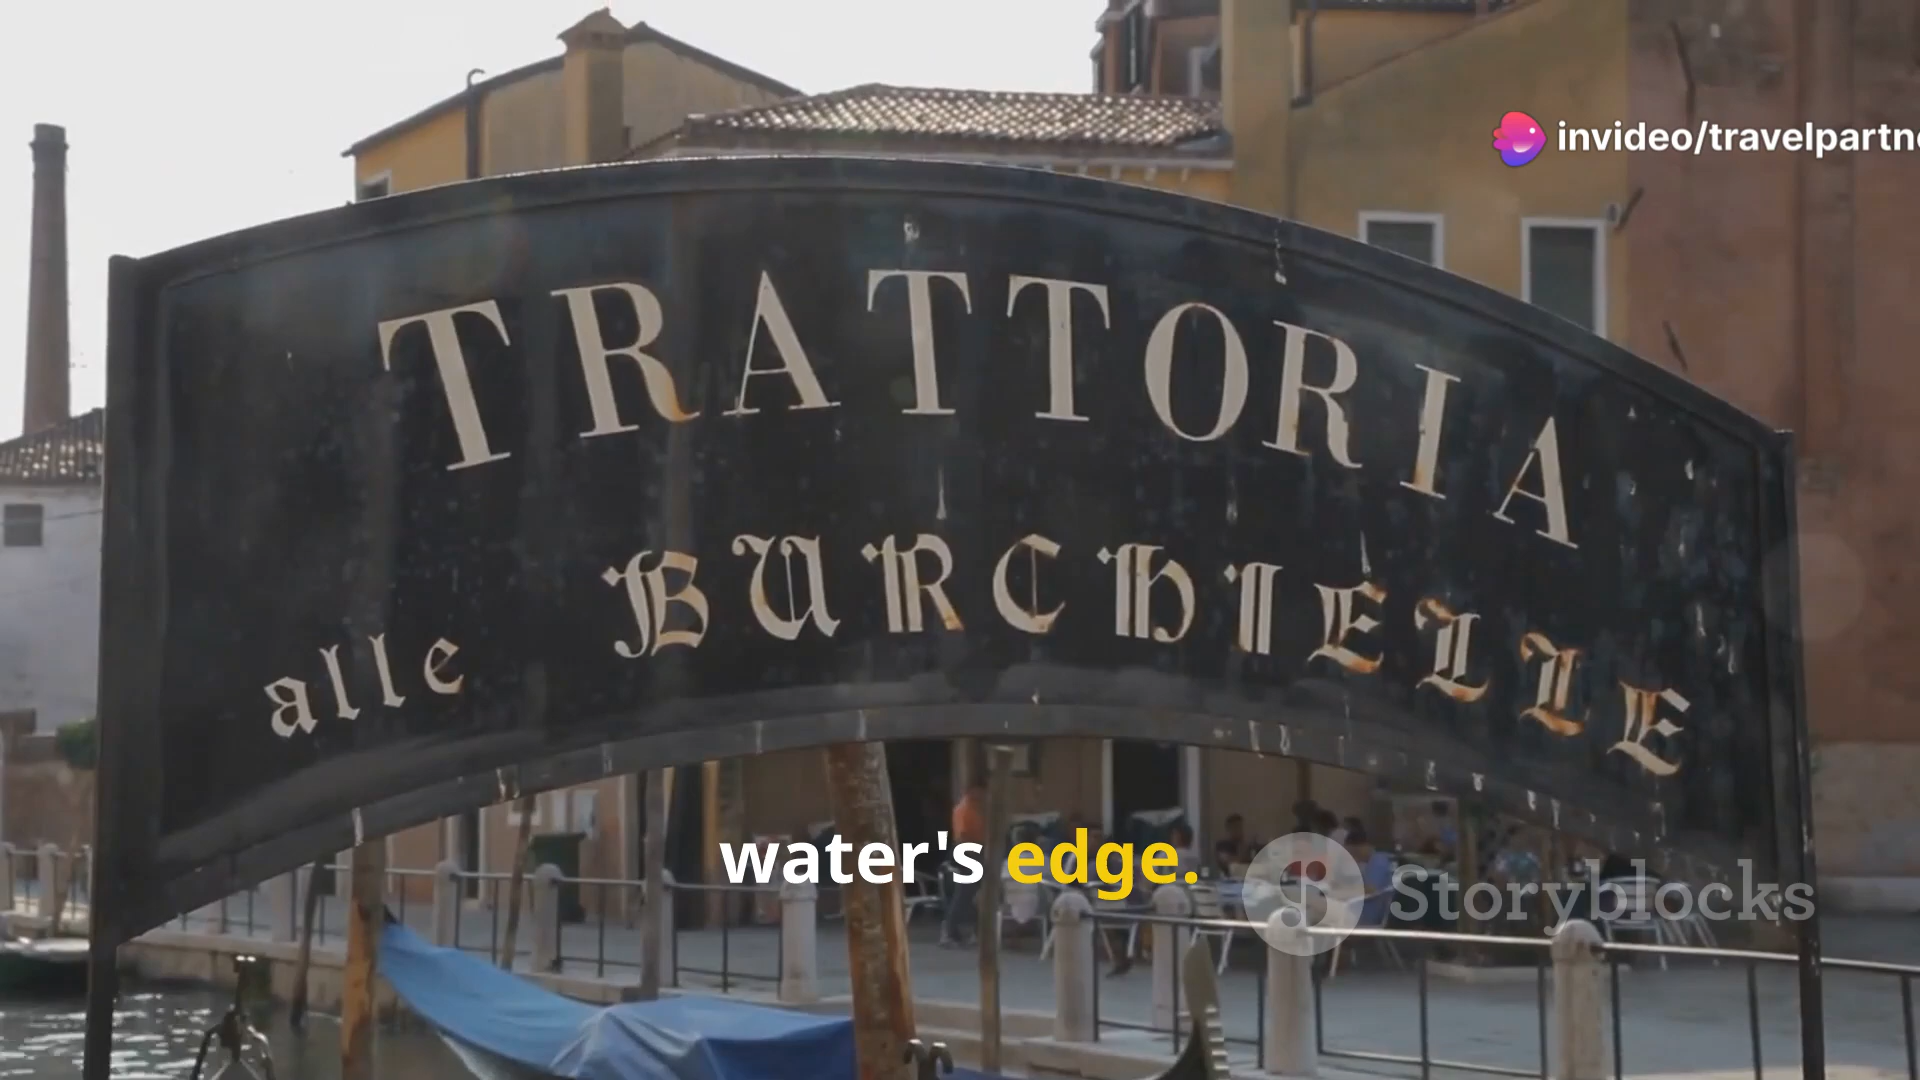 invideo/travelpartn
TRATTORIA
alle BURCHIELLE
water's edge.
Storyblocks